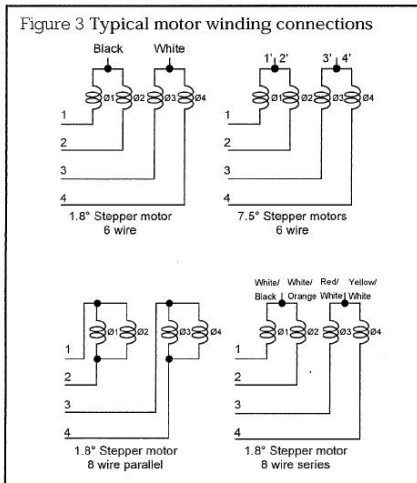 Figure 3 Typical motor winding connections
Black White
Ø1 Ø2 Ø3 Ø4
1
2
3
4
1.8° Stepper motor
6 wire
1' 2' 3' 4'
Ø1 Ø2 Ø3 Ø4
1
2
3
4
7.5° Stepper motors
6 wire
Ø1 Ø2 Ø3 Ø4
1
2
3
4
1.8° Stepper motor
8 wire parallel
White/ White/ Red/ Yellow/
Black Orange White White
Ø1 Ø2 Ø3 Ø4
1
2
3
4
1.8° Stepper motor
8 wire series